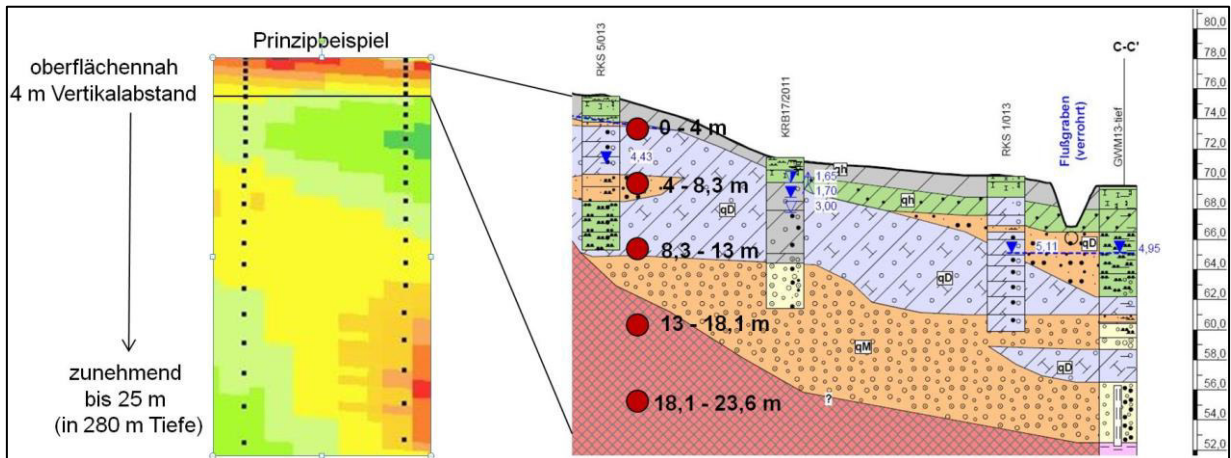 Prinzipbeispiel
oberflächennah
4 m Vertikalabstand
zunehmend
bis 25 m
(in 280 m Tiefe)
RKS 5/013
KRB17/2011
RKS 1/013
Flußgraben
(verrohrt)
C-C'
GWM13-tief
0 - 4 m
4,43
4 - 8,3 m
qD
8,3 - 13 m
13 - 18,1 m
18,1 - 23,6 m
1,65
1,70
3,00
qh
qh
qD
qD
5,11
4,95
qM
qD
?
80,0
78,0
76,0
74,0
72,0
70,0
68,0
66,0
64,0
62,0
60,0
58,0
56,0
54,0
52,0